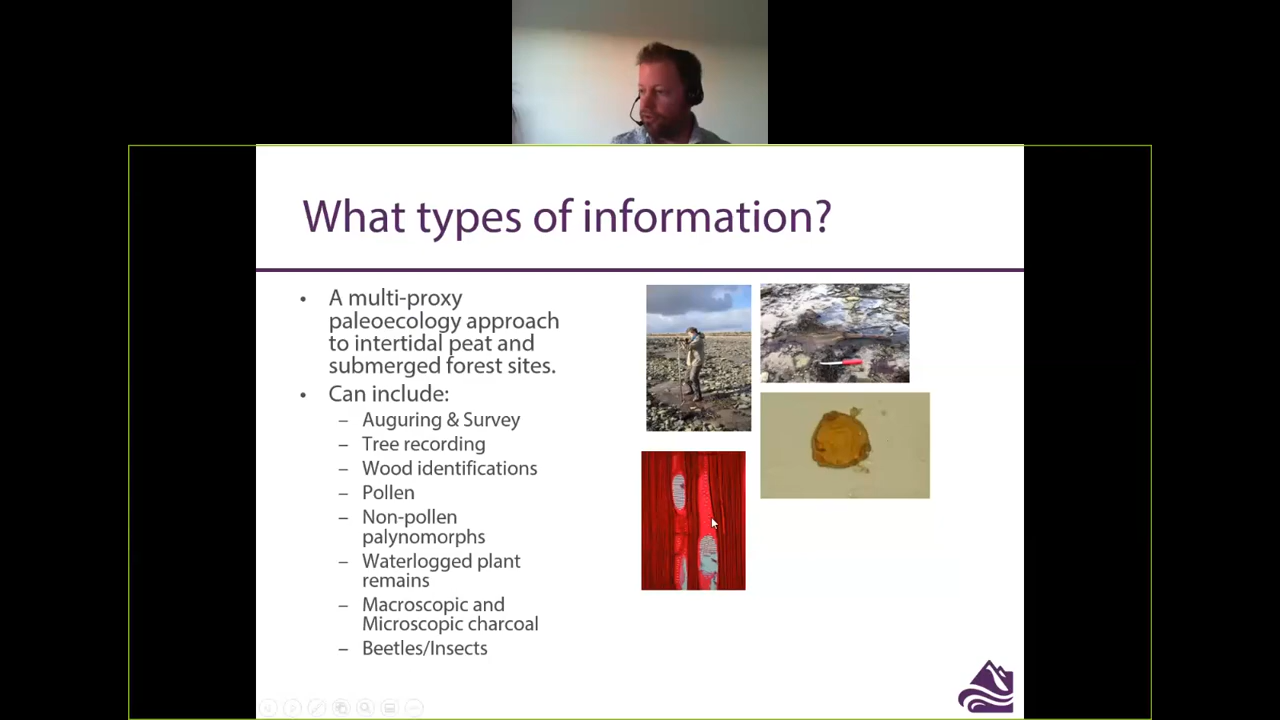 What types of information?
• A multi-proxy
paleoecology approach
to intertidal peat and
submerged forest sites.
• Can include:
– Auguring & Survey
– Tree recording
– Wood identifications
– Pollen
– Non-pollen
palynomorphs
– Waterlogged plant
remains
– Macroscopic and
Microscopic charcoal
– Beetles/Insects